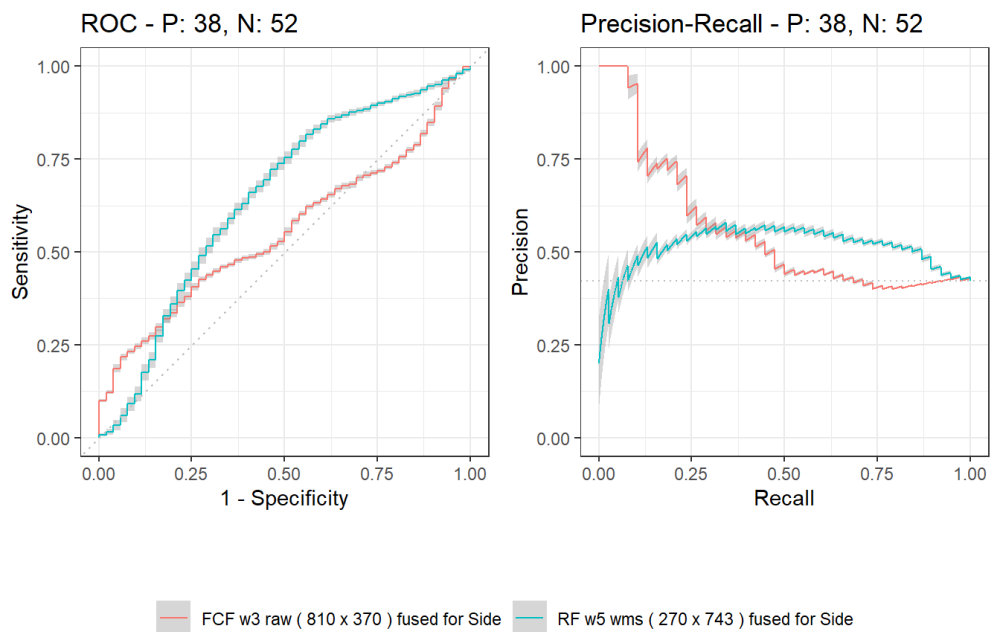 ROC - P: 38, N: 52
1.00
0.75
0.50
0.25
0.00
Sensitivity
0.00 0.25 0.50 0.75 1.00
1 - Specificity
Precision-Recall - P: 38, N: 52
1.00
0.75
0.50
0.25
0.00
Precision
0.00 0.25 0.50 0.75 1.00
Recall
FCF w3 raw ( 810 x 370 ) fused for Side RF w5 wms ( 270 x 743 ) fused for Side